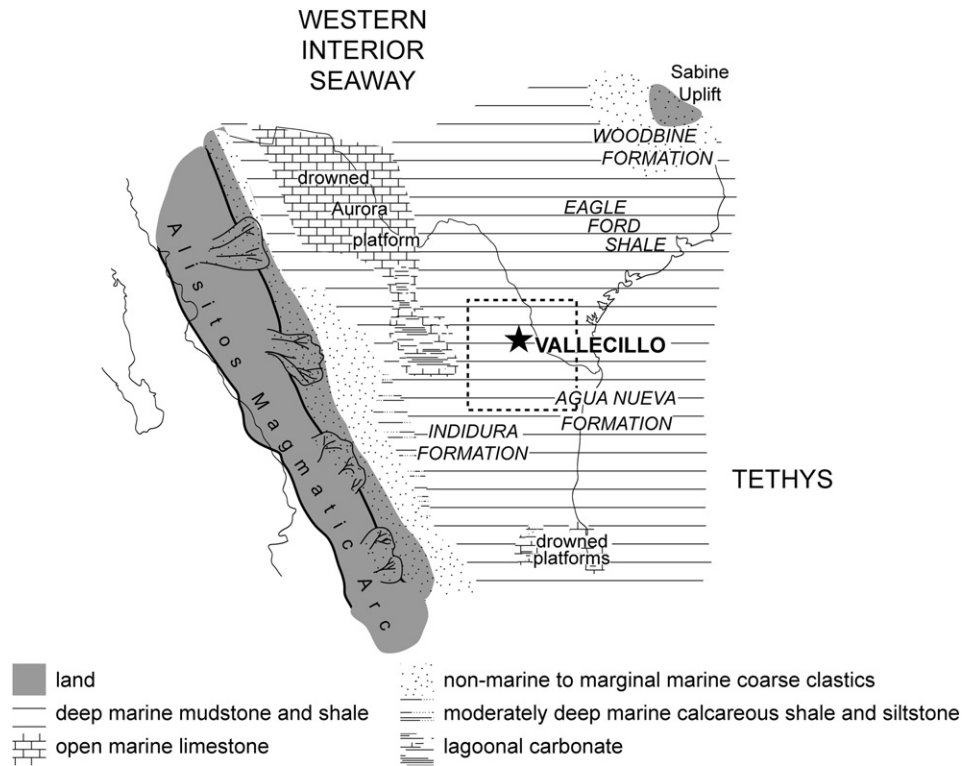 WESTERN
INTERIOR
SEAWAY
Sabine
Uplift
WOODBINE
FORMATION
drowned
Aurora
platform
EAGLE
FORD
SHALE
Alisitos Magmatic Arc
VALLECILLO
AGUA NUEVA
FORMATION
INDIDURA
FORMATION
TETHYS
drowned
platforms
land
deep marine mudstone and shale
open marine limestone
non-marine to marginal marine coarse clastics
moderately deep marine calcareous shale and siltstone
lagoonal carbonate